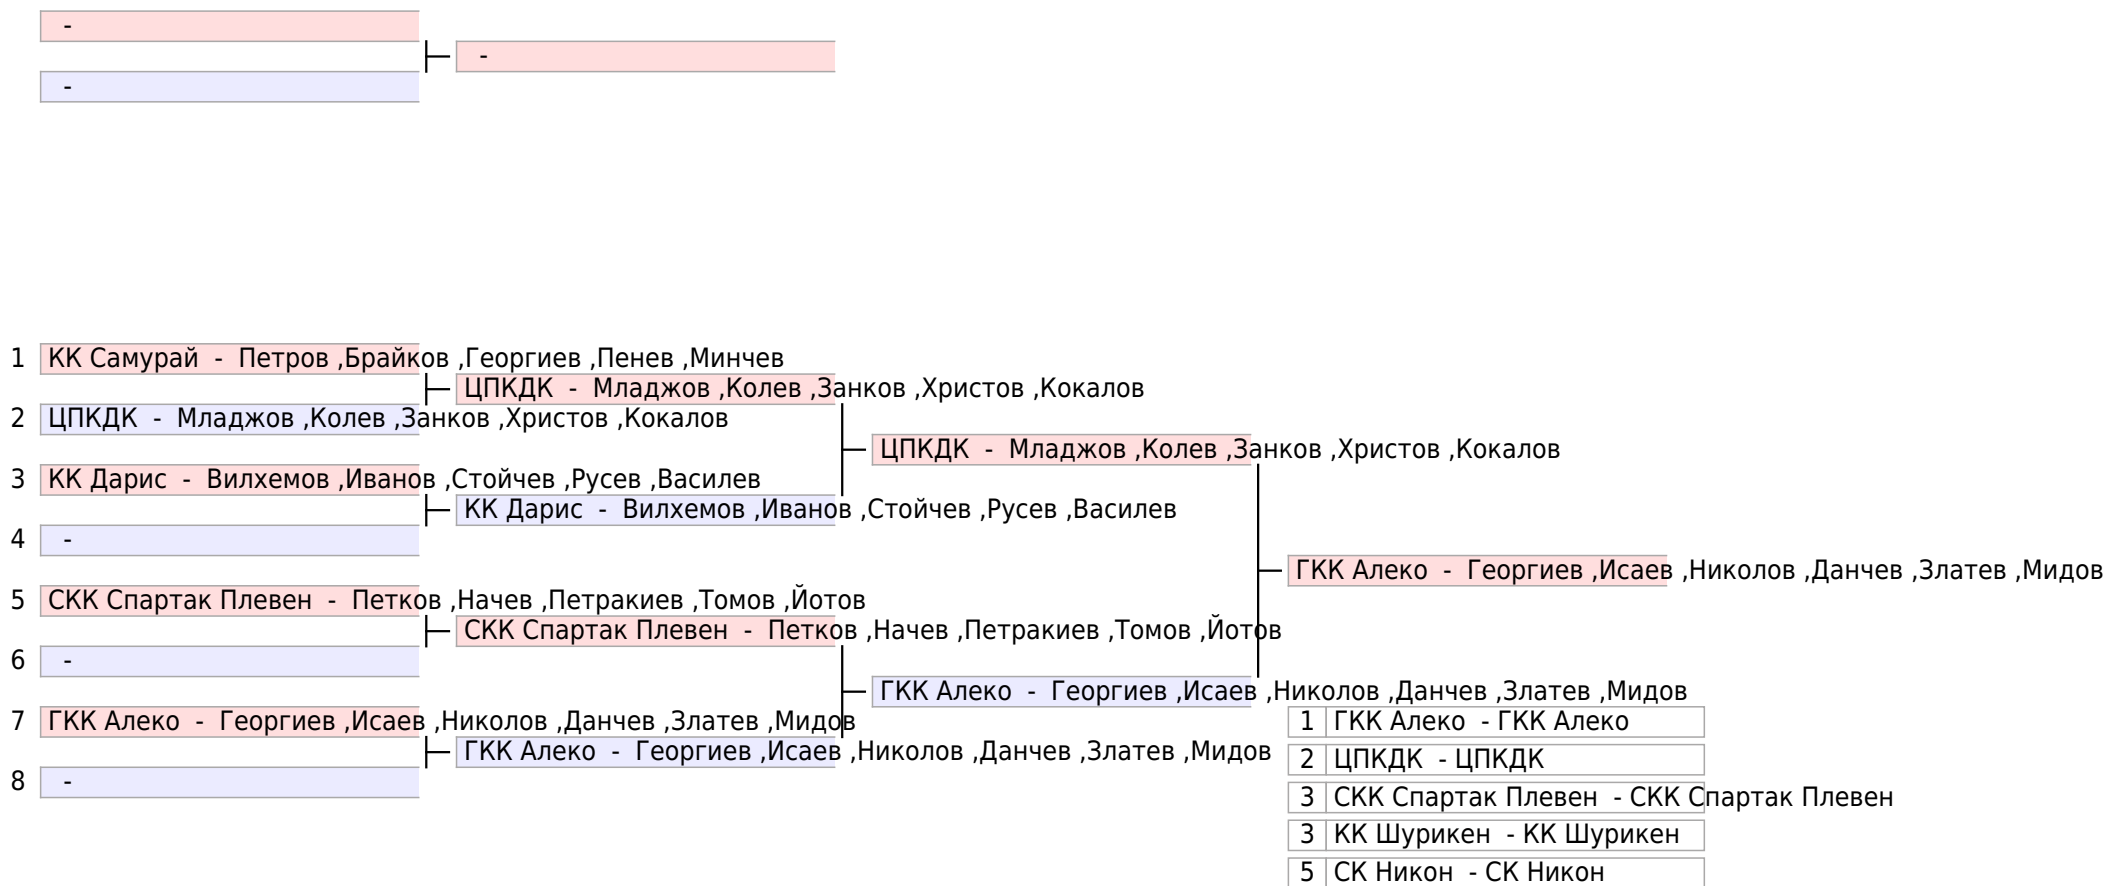 -
-
-
1 КК Самурай - Петров ,Брайков ,Георгиев ,Пенев ,Минчев
ЦПКДК - Младжов ,Колев ,Занков ,Христов ,Кокалов
2 ЦПКДК - Младжов ,Колев ,Занков ,Христов ,Кокалов
ЦПКДК - Младжов ,Колев ,Занков ,Христов ,Кокалов
3 КК Дарис - Вилхемов ,Иванов ,Стойчев ,Русев ,Василев
КК Дарис - Вилхемов ,Иванов ,Стойчев ,Русев ,Василев
4 -
ГКК Алеко - Георгиев ,Исаев ,Николов ,Данчев ,Златев ,Мидов
5 СКК Спартак Плевен - Петков ,Начев ,Петракиев ,Томов ,Йотов
СКК Спартак Плевен - Петков ,Начев ,Петракиев ,Томов ,Йотов
6 -
ГКК Алеко - Георгиев ,Исаев ,Николов ,Данчев ,Златев ,Мидов
7 ГКК Алеко - Георгиев ,Исаев ,Николов ,Данчев ,Златев ,Мидов
ГКК Алеко - Георгиев ,Исаев ,Николов ,Данчев ,Златев ,Мидов
8 -
1 ГКК Алеко - ГКК Алеко
2 ЦПКДК - ЦПКДК
3 СКК Спартак Плевен - СКК Спартак Плевен
3 КК Шурикен - КК Шурикен
5 СК Никон - СК Никон